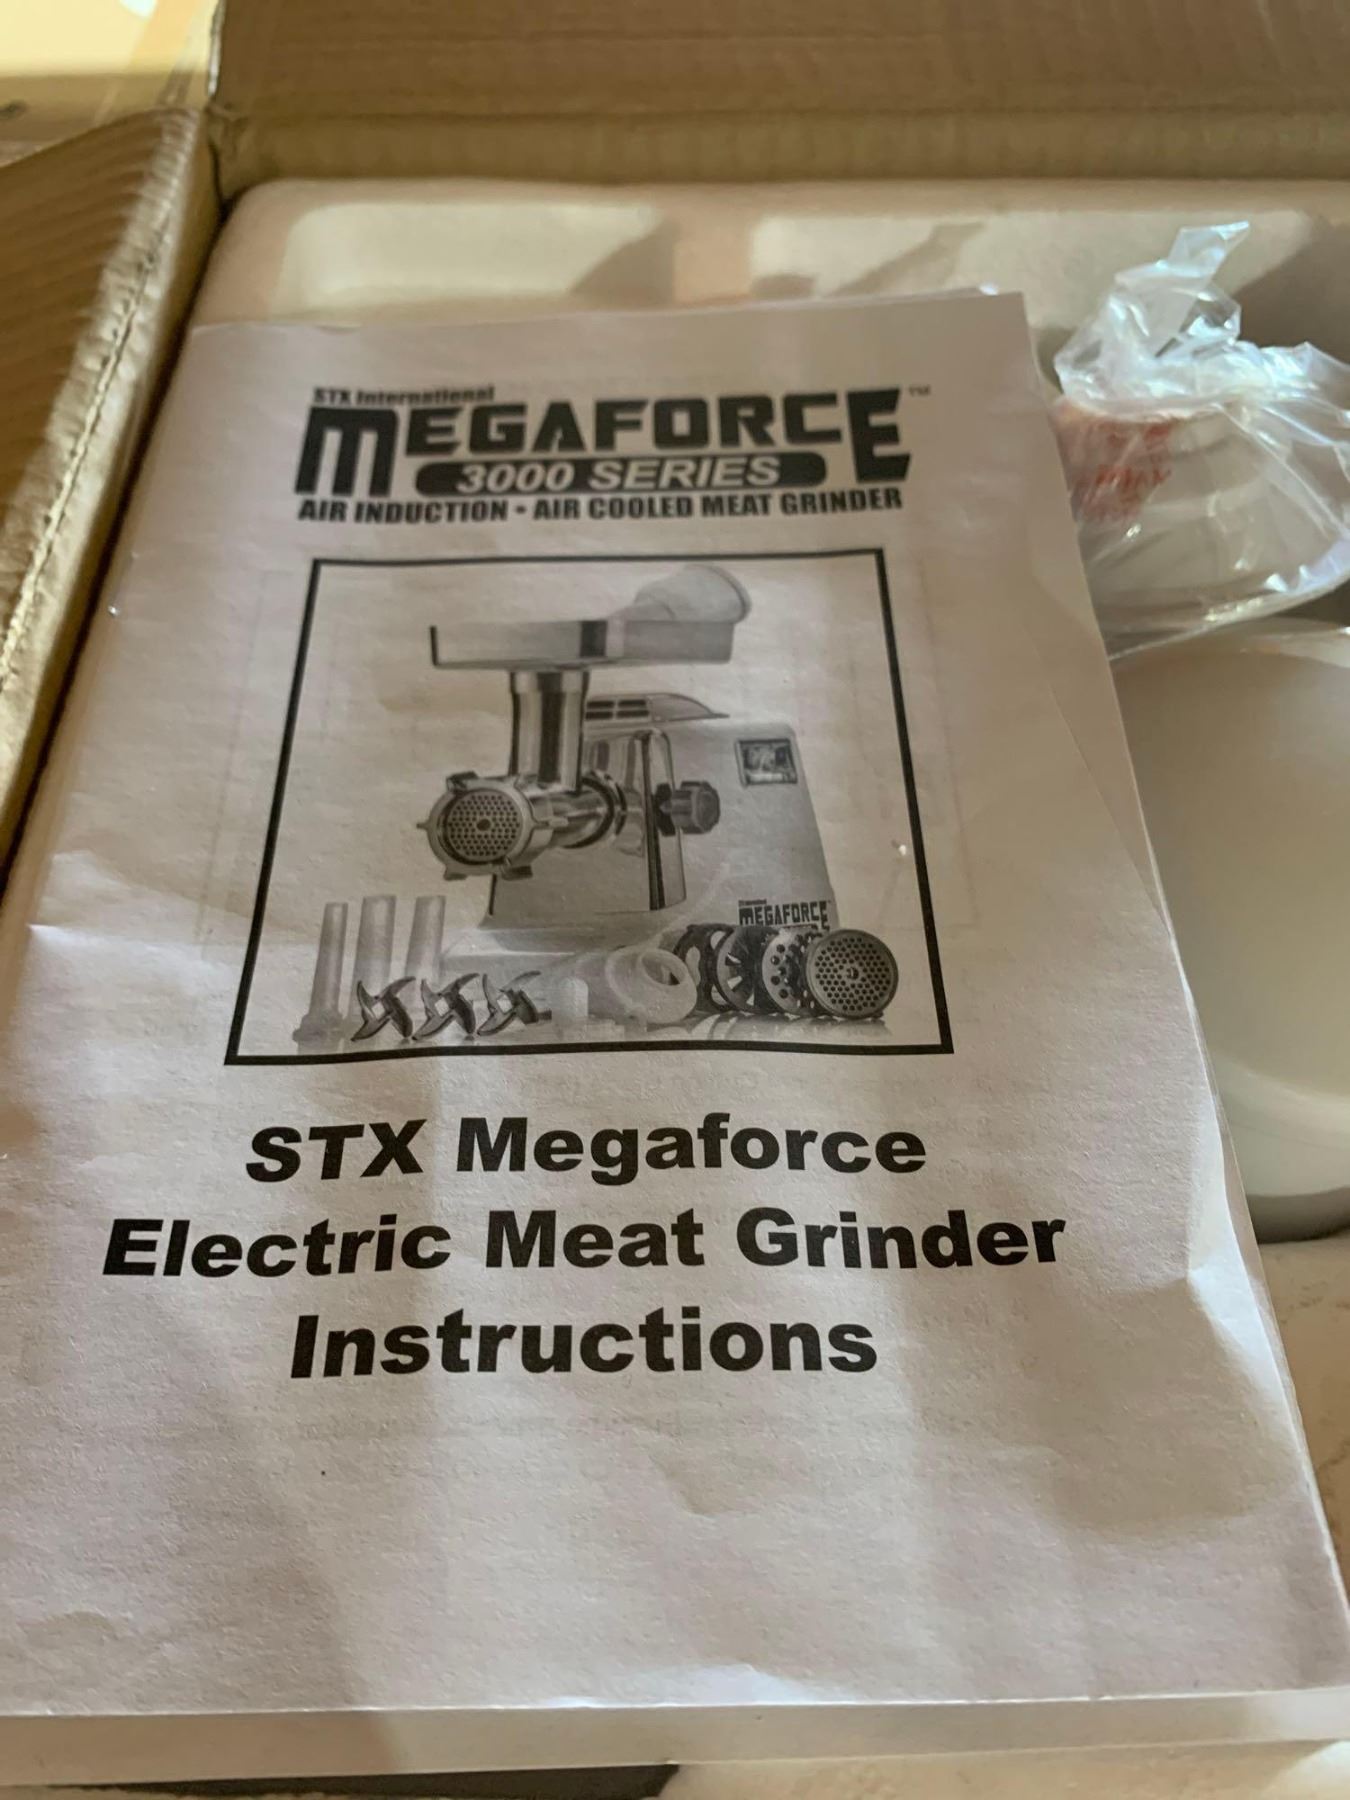 STX International
MEGAFORCE™
3000 SERIES
AIR INDUCTION • AIR COOLED MEAT GRINDER
MEGAFORCE
STX Megaforce
Electric Meat Grinder
Instructions